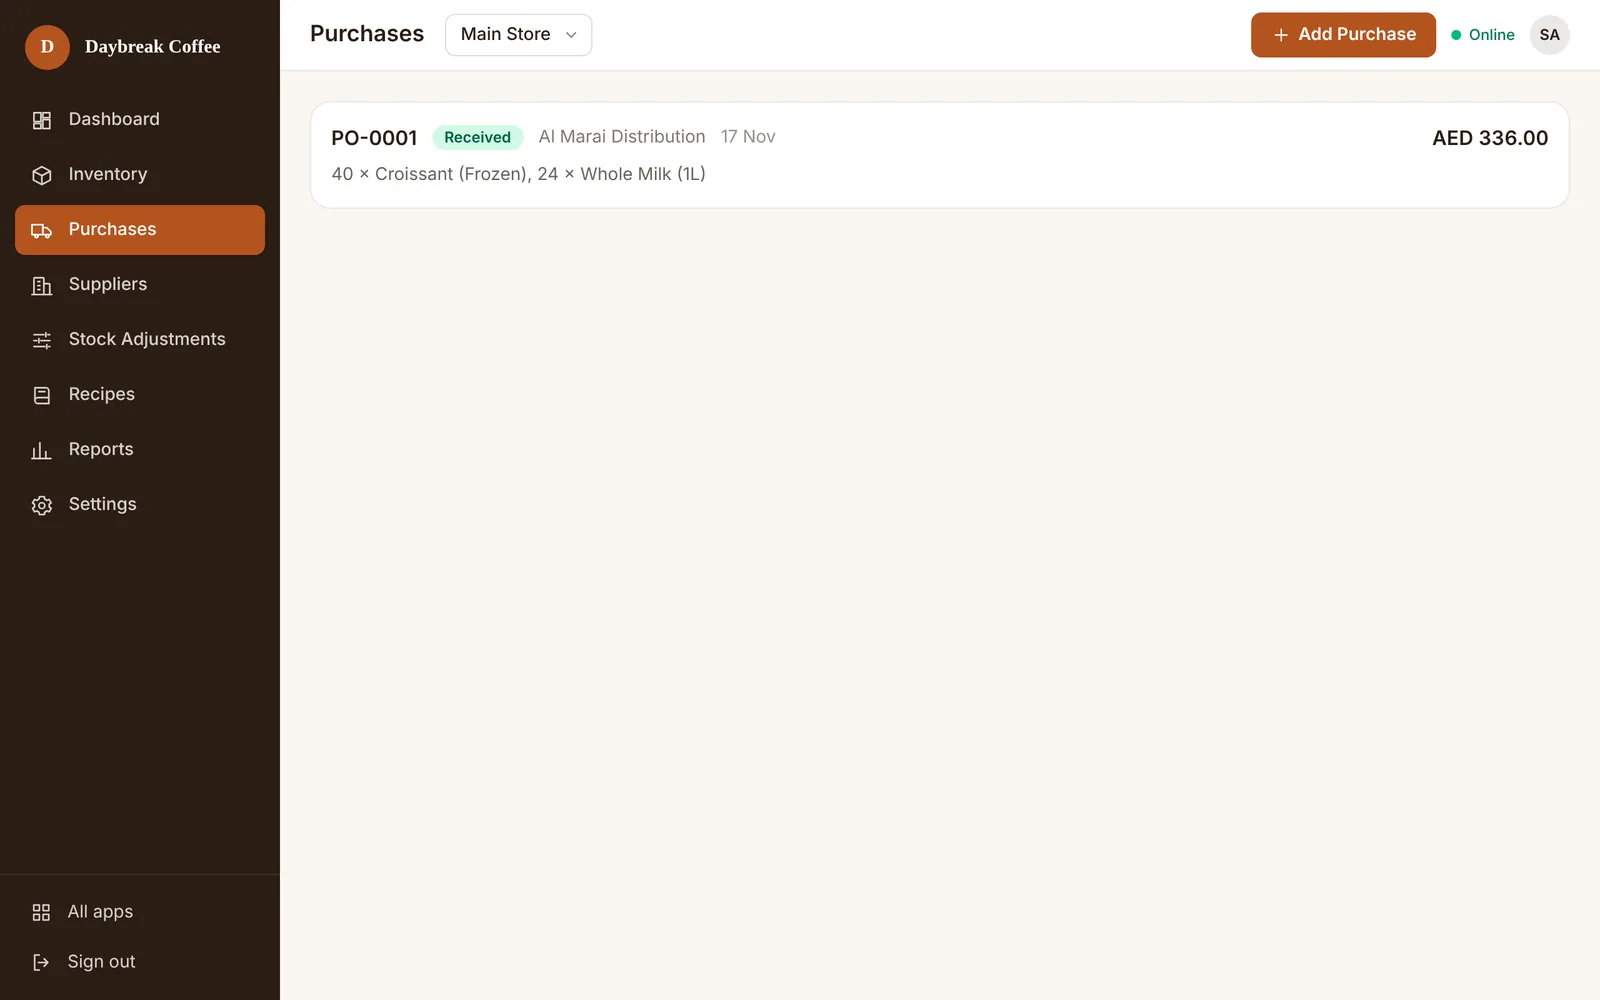 D Daybreak Coffee
Dashboard
Inventory
Purchases
Suppliers
Stock Adjustments
Recipes
Reports
Settings
All apps
Sign out
Purchases Main Store + Add Purchase Online SA
PO-0001 Received Al Marai Distribution 17 Nov AED 336.00
40 × Croissant (Frozen), 24 × Whole Milk (1L)